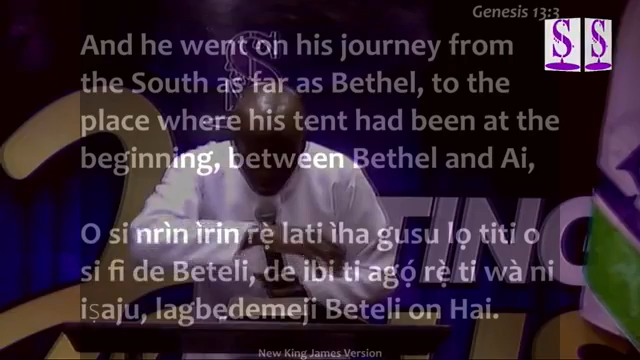 Genesis 13:3
S S
And he went on his journey from
the South as far as Bethel, to the
place where his tent had been at the
beginning, between Bethel and Ai,
O si nrìn ìrin rẹ̀ lati ìha gusu lọ titi o
si fi de Beteli, de ibi ti agọ́ rẹ̀ ti wà ni
iṣaju, lagbẹdemeji Beteli on Hai.
2
TING
New King James Version